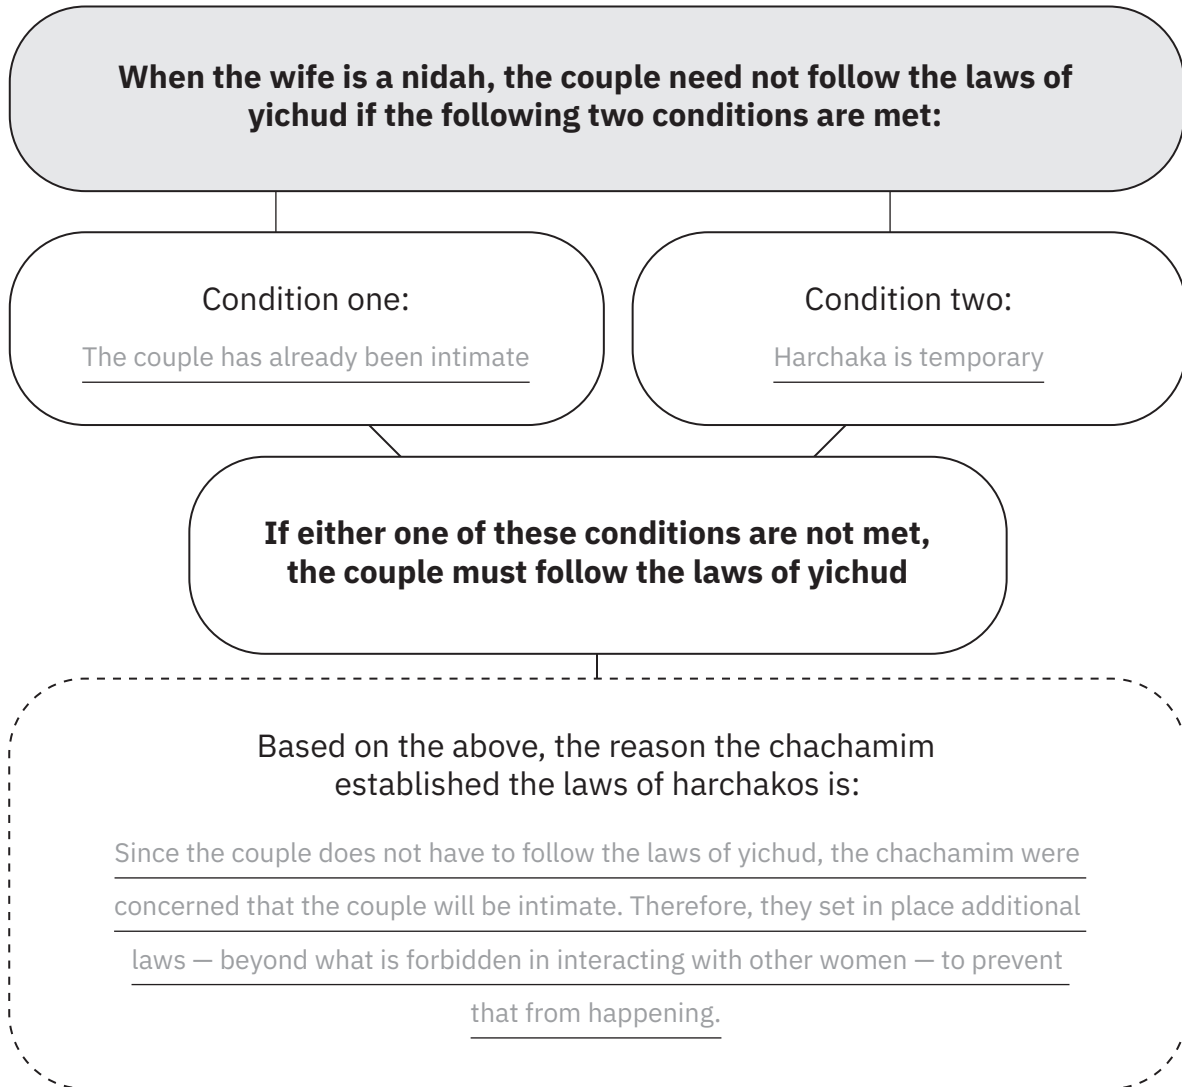 When the wife is a nidah, the couple need not follow the laws of
yichud if the following two conditions are met:
Condition one:
The couple has already been intimate
Condition two:
Harchaka is temporary
If either one of these conditions are not met,
the couple must follow the laws of yichud
Based on the above, the reason the chachamim
established the laws of harchakos is:
Since the couple does not have to follow the laws of yichud, the chachamim were
concerned that the couple will be intimate. Therefore, they set in place additional
laws — beyond what is forbidden in interacting with other women — to prevent
that from happening.